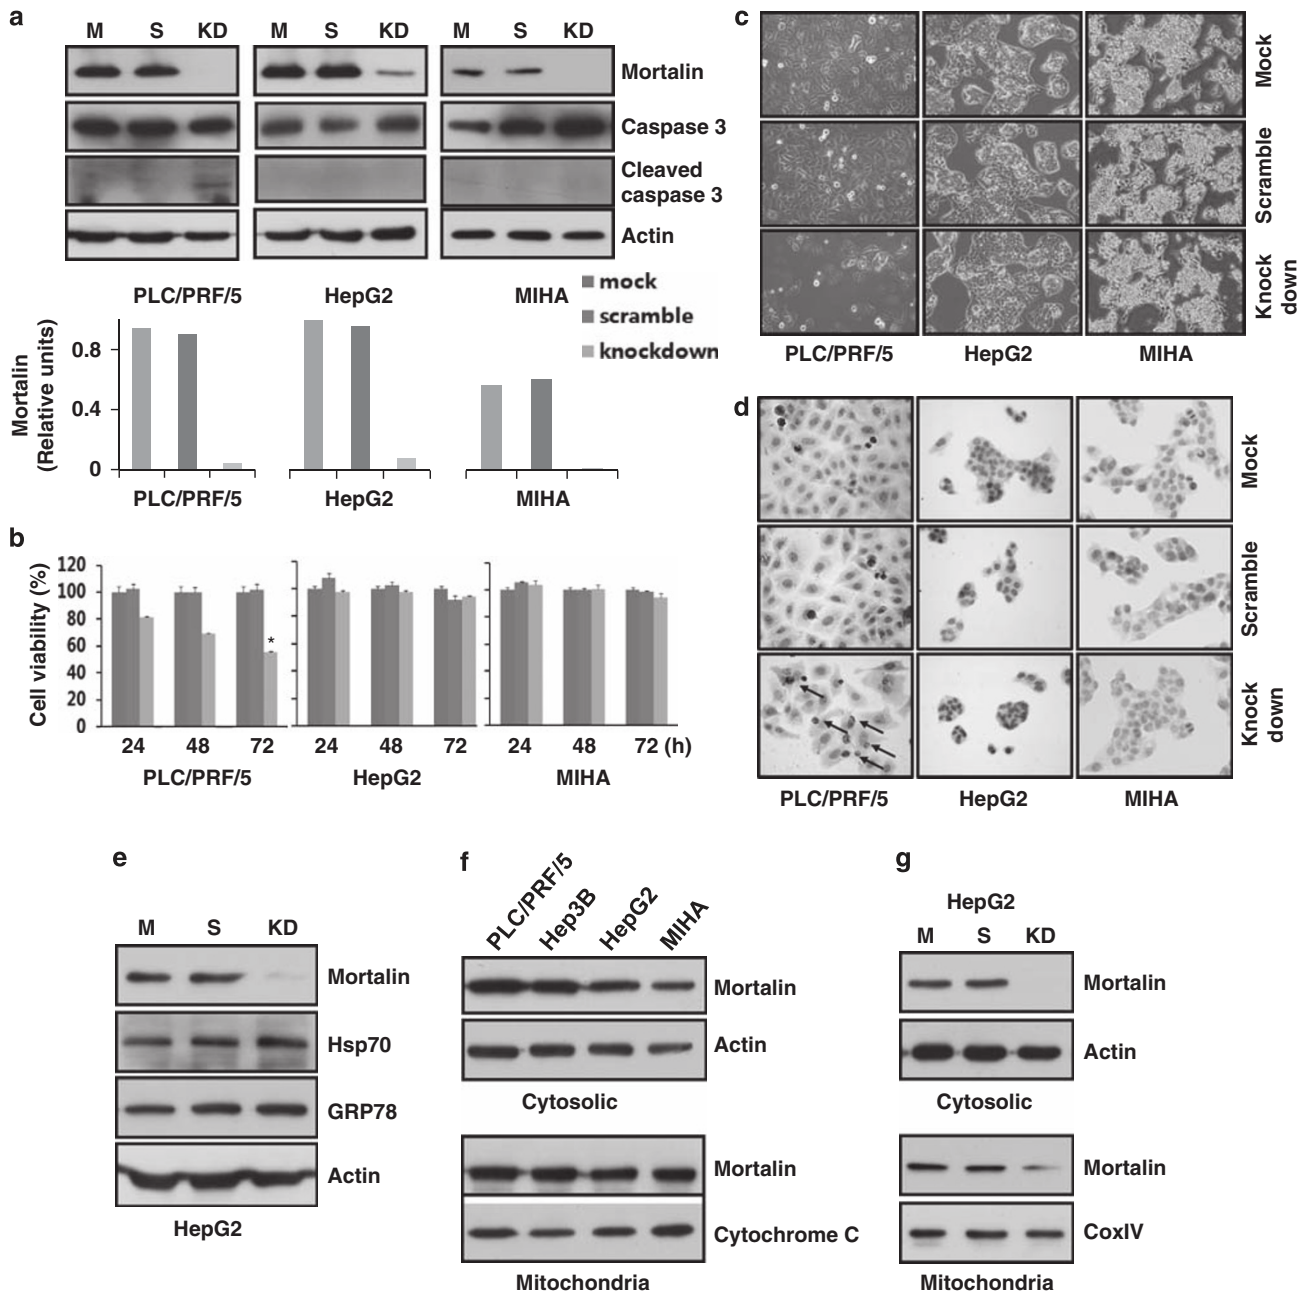 a
M S KD M S KD M S KD
Mortalin
Caspase 3
Cleaved
caspase 3
Actin
PLC/PRF/5 HepG2 MIHA
mock
scramble
knockdown
Mortalin
(Relative units)
0.8
0.4
0
PLC/PRF/5 HepG2 MIHA
b
Cell viability (%)
120
100
80
60
40
20
0
*
24 48 72 24 48 72 24 48 72 (h)
PLC/PRF/5 HepG2 MIHA
c
Mock
Scramble
Knock
down
PLC/PRF/5 HepG2 MIHA
d
Mock
Scramble
Knock
down
PLC/PRF/5 HepG2 MIHA
e
M S KD
Mortalin
Hsp70
GRP78
Actin
HepG2
f
PLC/PRF/5
Hep3B
HepG2
MIHA
Mortalin
Actin
Cytosolic
Mortalin
Cytochrome C
Mitochondria
g
HepG2
M S KD
Mortalin
Actin
Cytosolic
Mortalin
CoxIV
Mitochondria